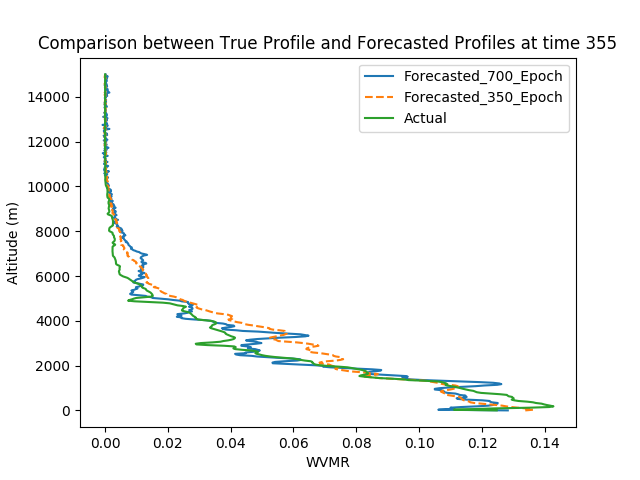 Comparison between True Profile and Forecasted Profiles at time 355
Forecasted_700_Epoch
Forecasted_350_Epoch
Actual
Altitude (m)
14000
12000
10000
8000
6000
4000
2000
0
0.00 0.02 0.04 0.06 0.08 0.10 0.12 0.14
WVMR